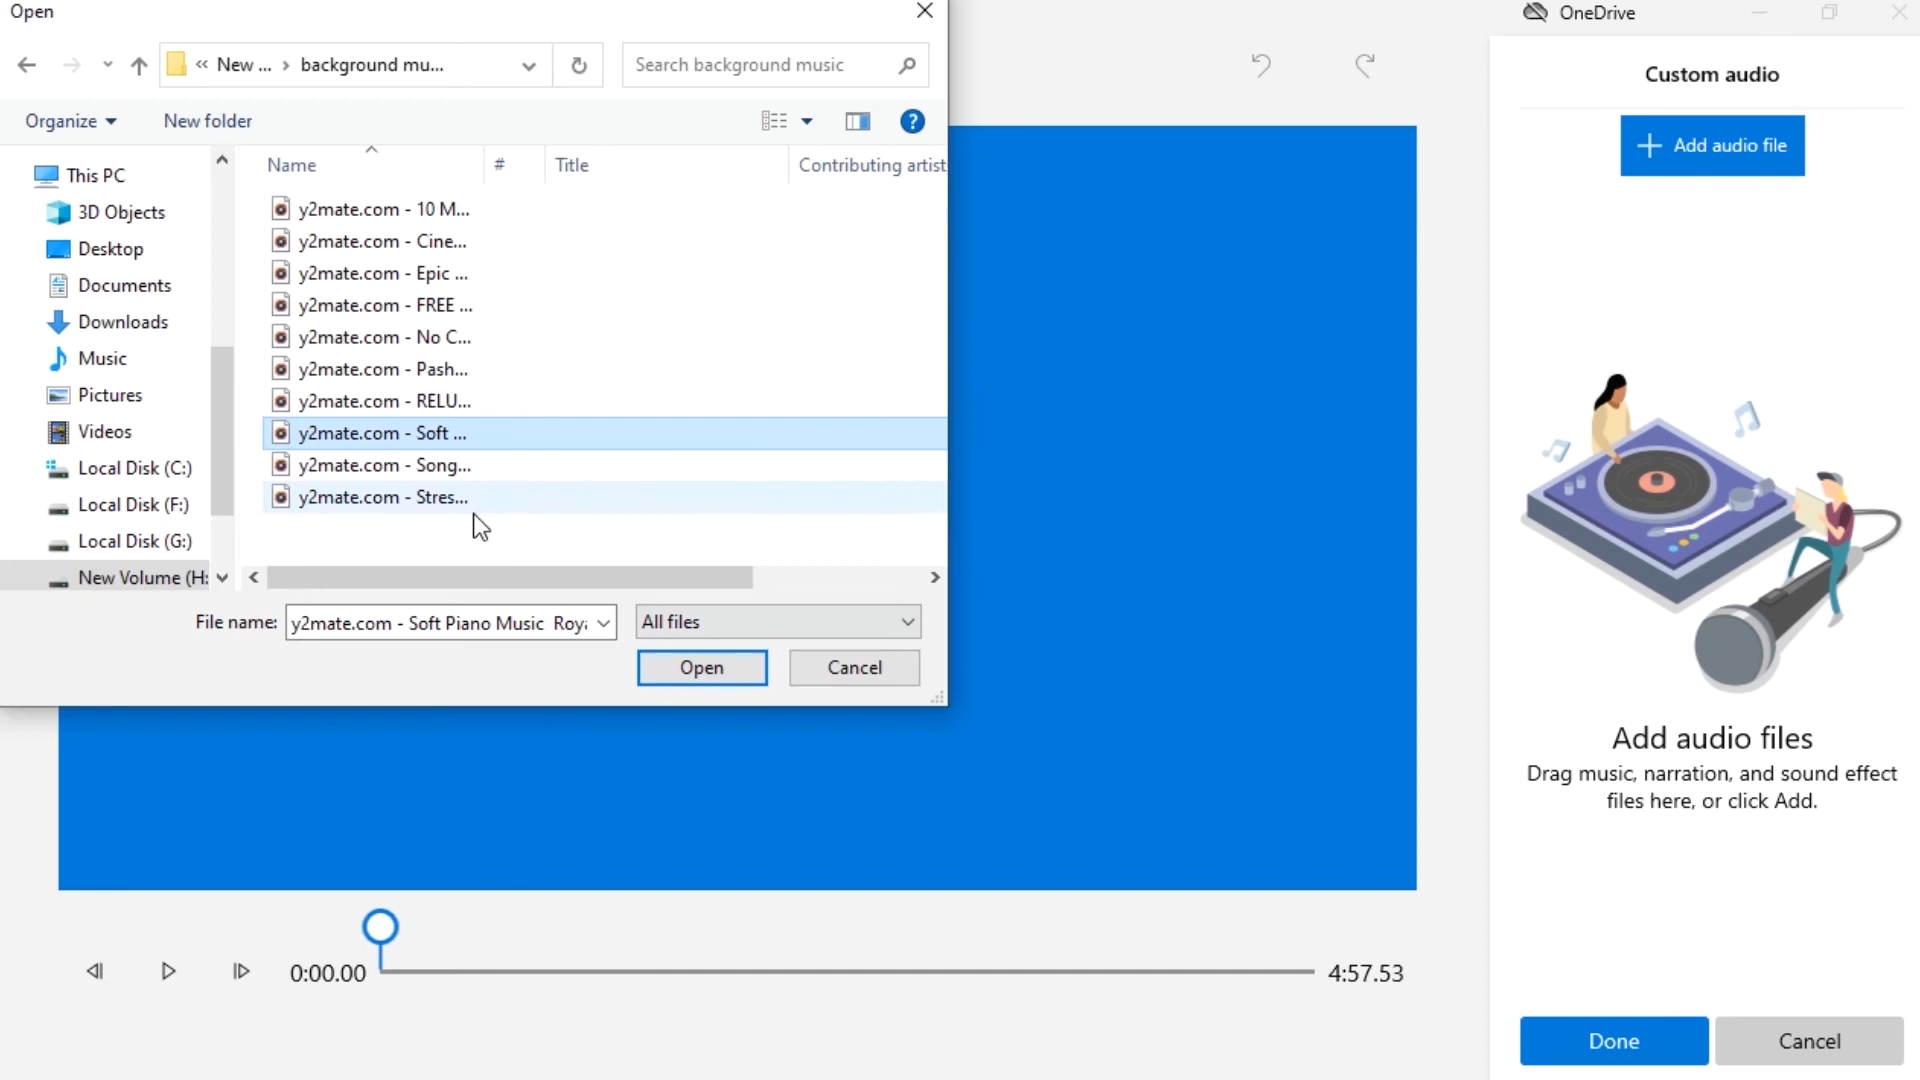 Open
« New ... › background mu...
Search background music
Organize
New folder
This PC
3D Objects
Desktop
Documents
Downloads
Music
Pictures
Videos
Local Disk (C:)
Local Disk (F:)
Local Disk (G:)
New Volume (H:
Name
#
Title
Contributing artist
y2mate.com - 10 M...
y2mate.com - Cine...
y2mate.com - Epic ...
y2mate.com - FREE ...
y2mate.com - No C...
y2mate.com - Pash...
y2mate.com - RELU...
y2mate.com - Soft ...
y2mate.com - Song...
y2mate.com - Stres...
File name:
y2mate.com - Soft Piano Music Roy
All files
Open
Cancel
0:00.00
4:57.53
OneDrive
Custom audio
Add audio file
Add audio files
Drag music, narration, and sound effect
files here, or click Add.
Done
Cancel